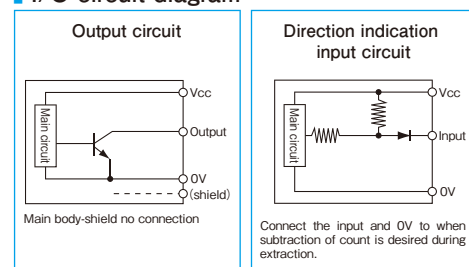 I/O circuit diagram
Output circuit
Vcc
Main circuit
Output
0V
(shield)
Main body-shield no connection
Direction indication
input circuit
Vcc
Main circuit
Input
0V
Connect the input and 0V to when
subtraction of count is desired during
extraction.